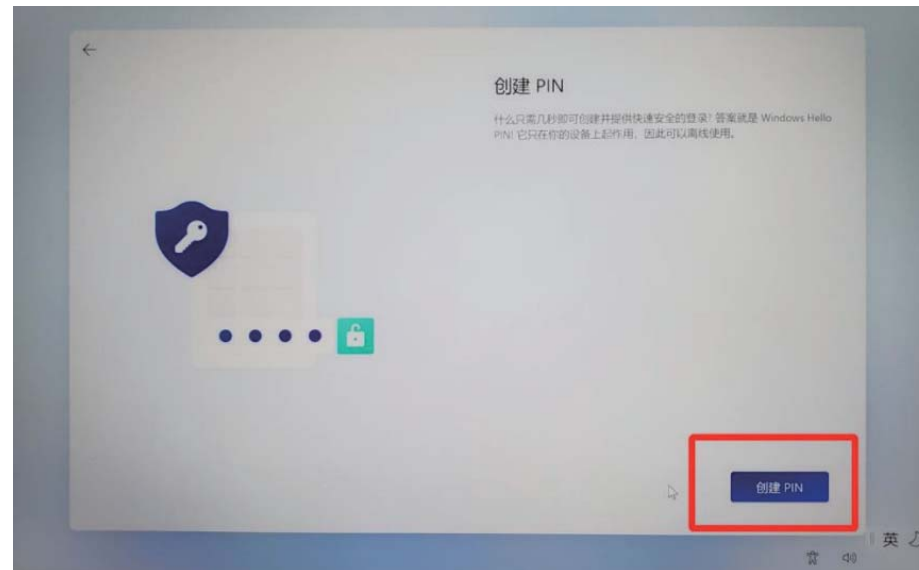 创建 PIN
什么只需几秒即可创建并提供快速安全的登录? 答案就是 Windows Hello
PIN! 它只在你的设备上起作用，因此可以离线使用。
创建 PIN
英